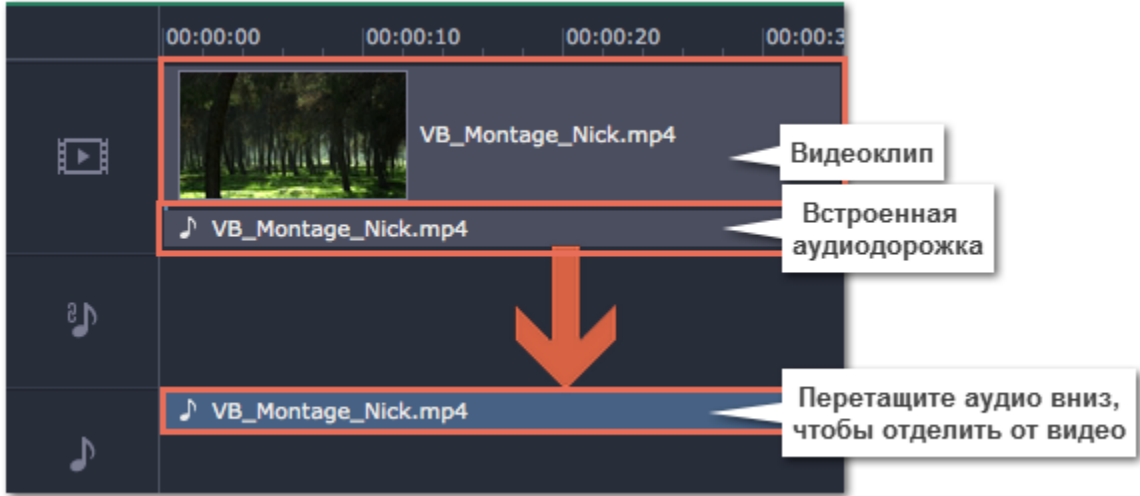 00:00:00 00:00:10 00:00:20 00:00:3
VB_Montage_Nick.mp4
Видеоклип
VB_Montage_Nick.mp4
Встроенная
аудиодорожка
VB_Montage_Nick.mp4
Перетащите аудио вниз,
чтобы отделить от видео